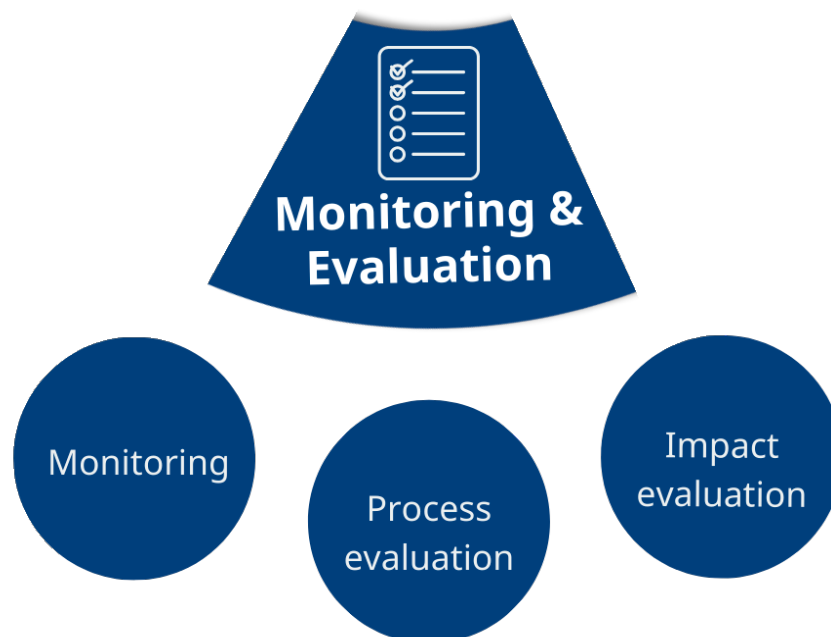 Monitoring &
Evaluation
Monitoring
Process
evaluation
Impact
evaluation